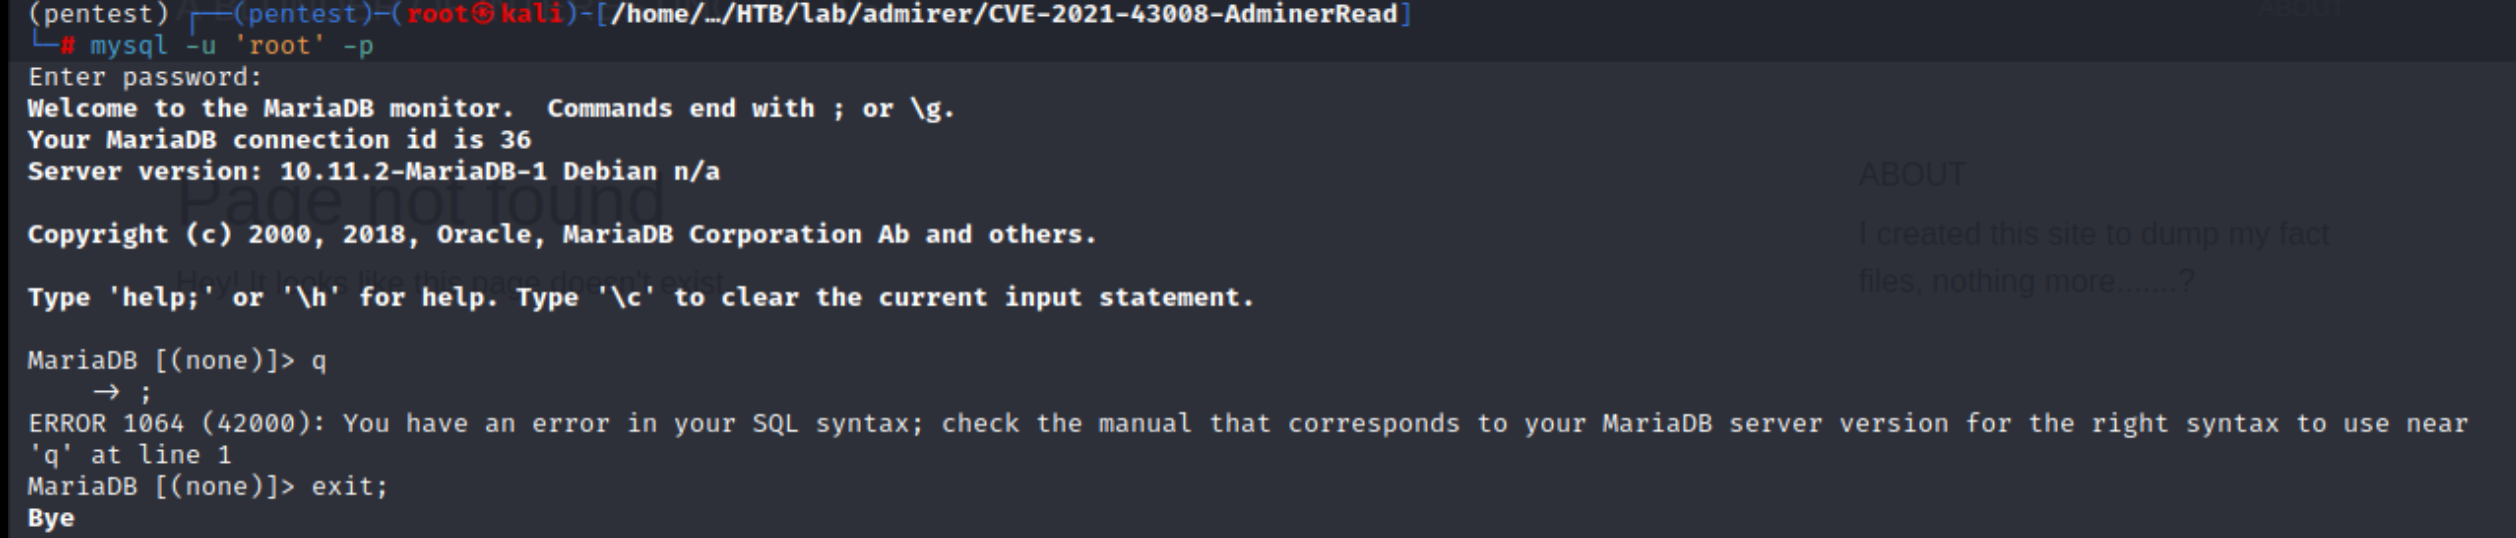 ABOUT
(pentest) ┌──(pentest)─(root㉿kali)-[/home/…/HTB/lab/admirer/CVE-2021-43008-AdminerRead]
└─# mysql -u 'root' -p
Enter password:
Welcome to the MariaDB monitor.  Commands end with ; or \g.
Your MariaDB connection id is 36
Server version: 10.11.2-MariaDB-1 Debian n/a
Page not found
ABOUT
Copyright (c) 2000, 2018, Oracle, MariaDB Corporation Ab and others.
I created this site to dump my fact
files, nothing more.......?
Hey! It looks like this page doesn't exist
Type 'help;' or '\h' for help. Type '\c' to clear the current input statement.
MariaDB [(none)]> q
    → ;
ERROR 1064 (42000): You have an error in your SQL syntax; check the manual that corresponds to your MariaDB server version for the right syntax to use near
'q' at line 1
MariaDB [(none)]> exit;
Bye